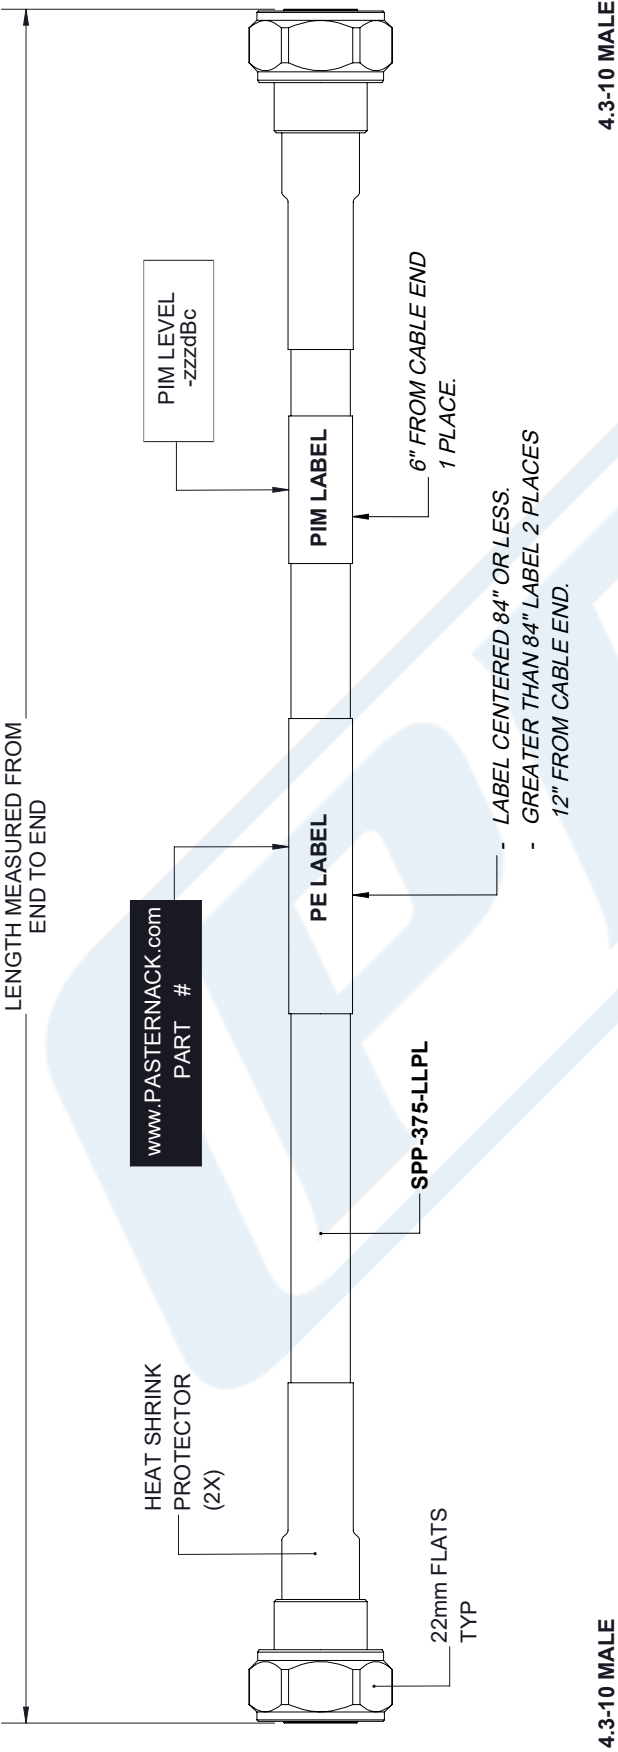 LENGTH MEASURED FROM
END TO END
HEAT SHRINK
PROTECTOR
(2X)
www.PASTERNACK.com
PART #
PIM LEVEL
-zzzdBc
PE LABEL
PIM LABEL
22mm FLATS
TYP
SPP-375-LLPL
- LABEL CENTERED 84" OR LESS.
- GREATER THAN 84" LABEL 2 PLACES
12" FROM CABLE END.
6" FROM CABLE END
1 PLACE.
4.3-10 MALE
4.3-10 MALE